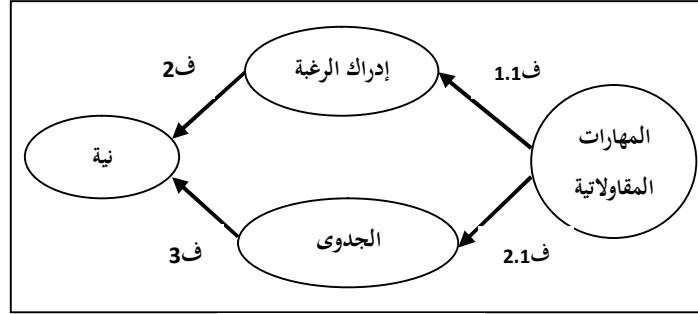 إدراك الرغبة
ف1.1
ف2
المهارات
المقاولاتية
نية
الجدوى
ف2.1
ف3